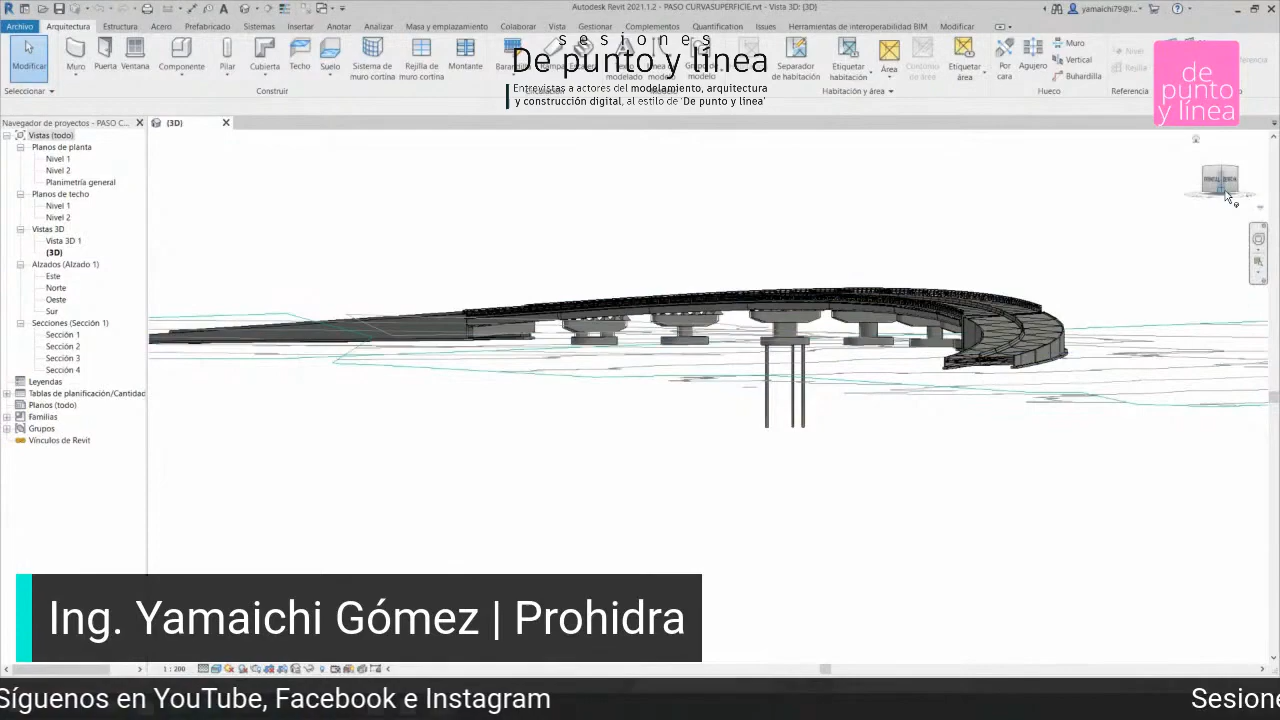 Autodesk Revit 2021.1.2 - PASO CURVASUPERFICIE.rvt - Vista 3D: {3D}
yamaichi79@l...
Archivo Arquitectura Estructura Acero Prefabricado Sistemas Insertar Anotar Analizar Masa y emplazamiento Colaborar Vista Gestionar Complementos Quantification Issues Herramientas de interoperabilidad BIM Modificar
sesiones
De punto y línea
Entrevistas a actores del modelamiento, arquitectura
y construcción digital, al estilo de 'De punto y línea'
de
punto
y línea
Modificar
Muro
Puerta
Ventana
Componente
Pilar
Cubierta
Techo
Suelo
Sistema de
muro cortina
Rejilla de
muro cortina
Montante
Separador
de habitación
Etiquetar
habitación
Área
Contorno
de área
Etiquetar
área
Por
cara
Agujero
Muro
Vertical
Buhardilla
Nivel
Rejilla
Seleccionar
Construir
Habitación y área
Hueco
Referencia
Navegador de proyectos - PASO C...
{3D}
Vistas (todo)
Planos de planta
Nivel 1
Nivel 2
Planimetría general
Planos de techo
Nivel 1
Nivel 2
Vistas 3D
Vista 3D 1
{3D}
Alzados (Alzado 1)
Este
Norte
Oeste
Sur
Secciones (Sección 1)
Sección 1
Sección 2
Sección 3
Sección 4
Leyendas
Tablas de planificación/Cantidad
Planos (todo)
Familias
Grupos
Vínculos de Revit
Ing. Yamaichi Gómez | Prohidra
1 : 200
Síguenos en YouTube, Facebook e Instagram
Sesione